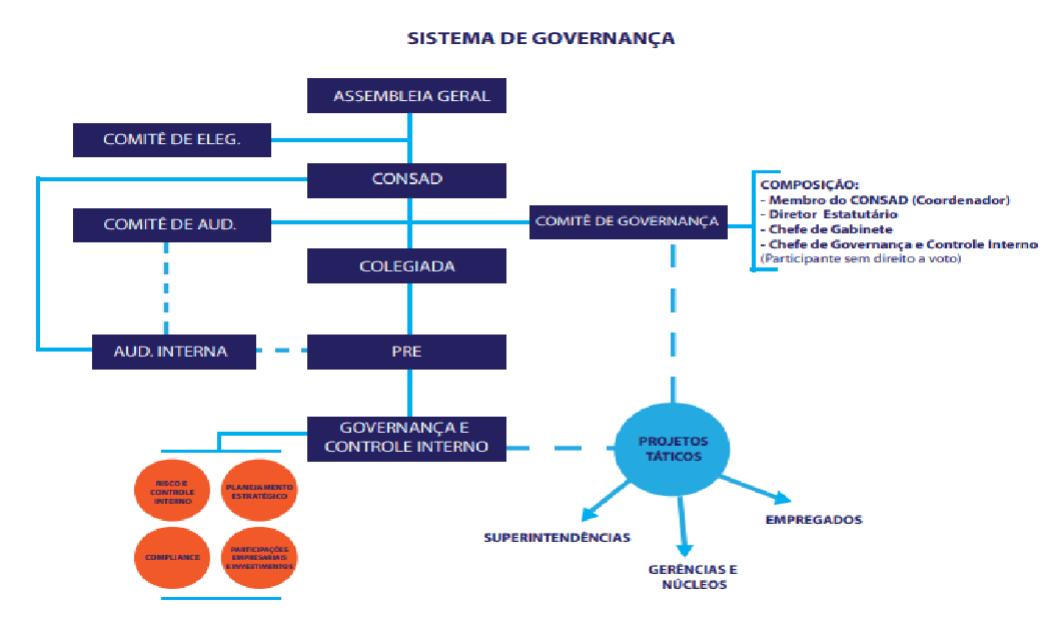 SISTEMA DE GOVERNANÇA
ASSEMBLEIA GERAL
COMITÊ DE ELEG.
CONSAD
COMITÊ DE AUD.
COMITÊ DE GOVERNANÇA
COMPOSIÇÃO:
- Membro do CONSAD (Coordenador)
- Diretor Estatutário
- Chefe de Gabinete
- Chefe de Governança e Controle Interno
(Participante sem direito a voto)
COLEGIADA
AUD. INTERNA
PRE
GOVERNANÇA E
CONTROLE INTERNO
PROJETOS
TÁTICOS
RISCO E
CONTROLE
INTERNO
PLANEJAMENTO
ESTRATÉGICO
COMPLIANCE
PARTICIPAÇÕES
EMPRESARIAIS
E INVESTIMENTOS
SUPERINTENDÊNCIAS
GERÊNCIAS E
NÚCLEOS
EMPREGADOS